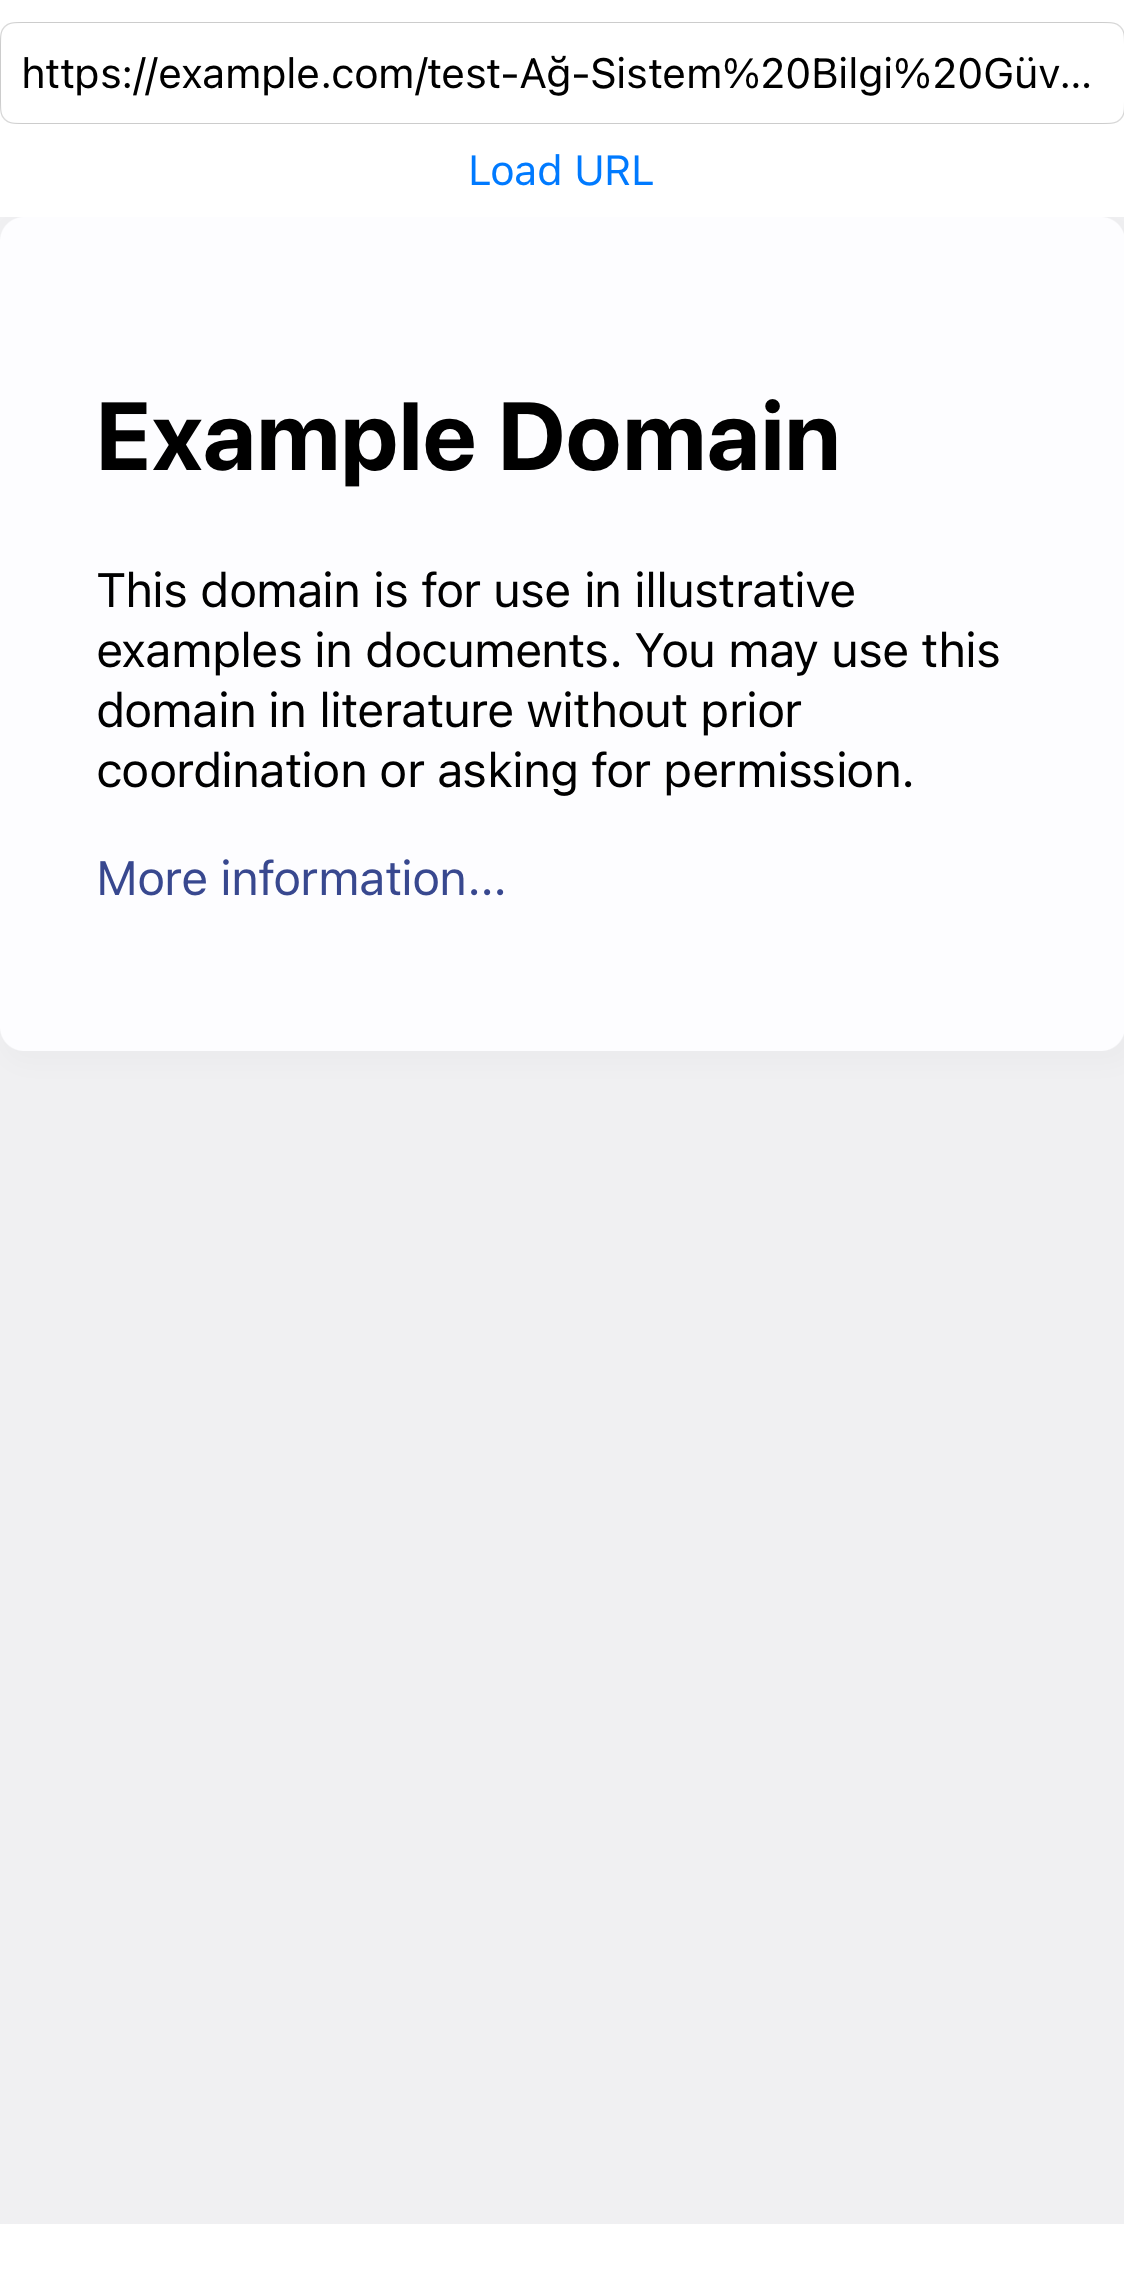 https://example.com/test-Ağ-Sistem%20Bilgi%20Güv...
Load URL
Example Domain
This domain is for use in illustrative
examples in documents. You may use this
domain in literature without prior
coordination or asking for permission.
More information...